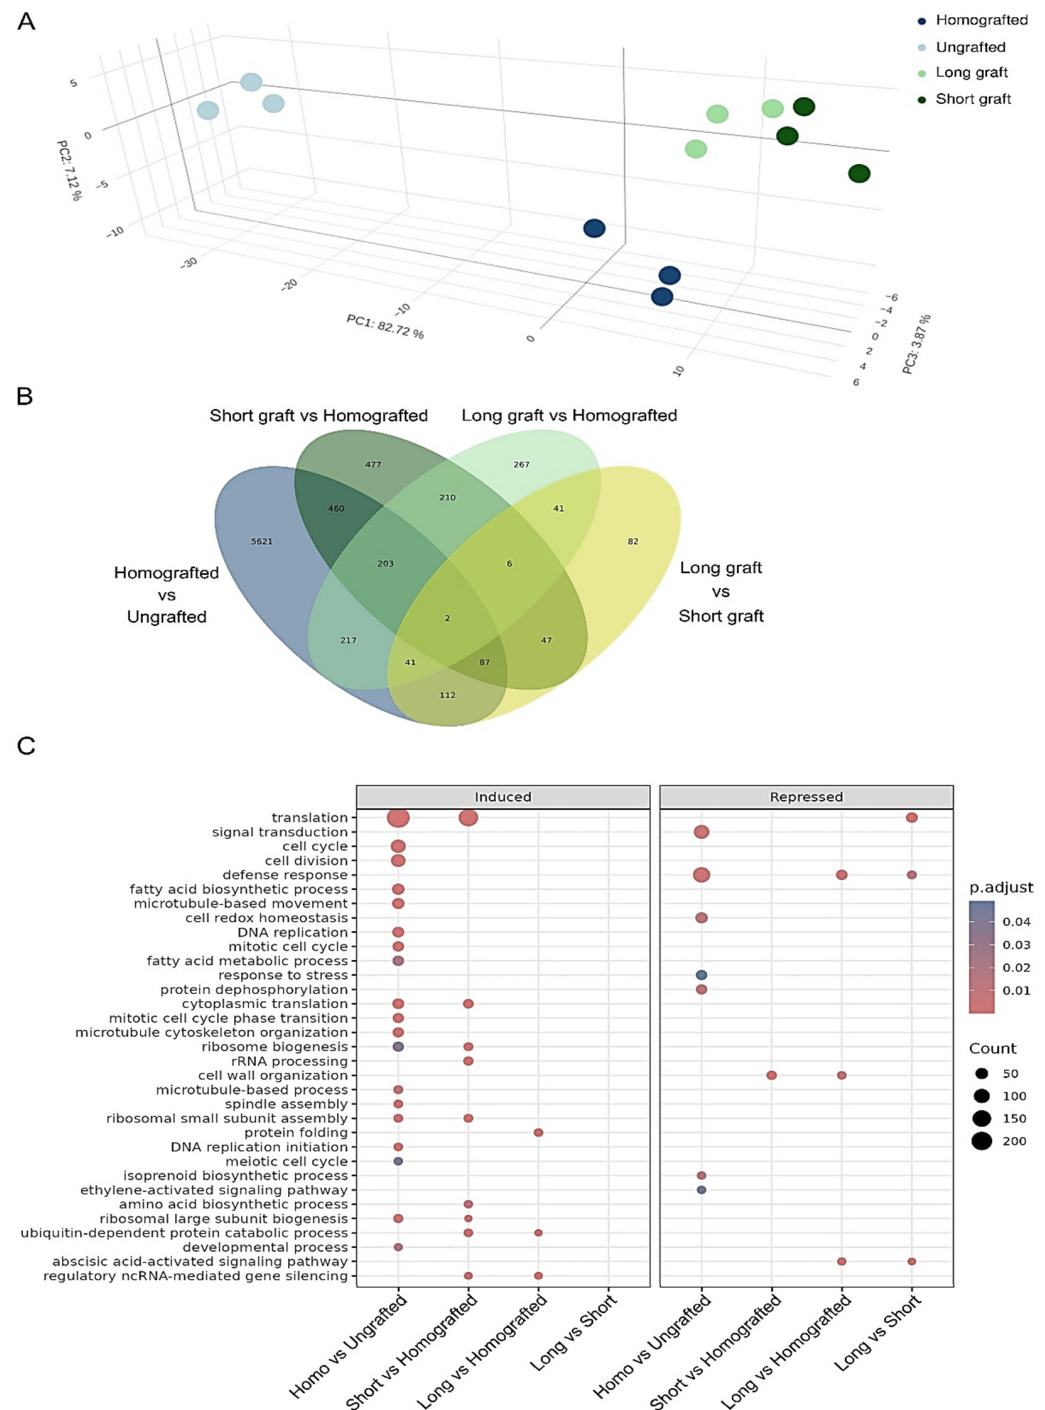 A
Homografted
Ungrafted
Long graft
Short graft
5
0
−5
−10
PC2: 7.12 %
−30
−20
−10
0
10
PC1: 82.72 %
−6
−4
−2
0
2
4
6
PC3: 3.87 %
B
Short graft vs Homografted
Long graft vs Homografted
477
267
210
460
41
5621
82
203
6
Homografted
vs
Ungrafted
Long graft
vs
Short graft
2
217
47
41
87
112
C
Induced
Repressed
translation
signal transduction
cell cycle
cell division
defense response
fatty acid biosynthetic process
microtubule-based movement
cell redox homeostasis
DNA replication
mitotic cell cycle
fatty acid metabolic process
response to stress
protein dephosphorylation
cytoplasmic translation
mitotic cell cycle phase transition
microtubule cytoskeleton organization
ribosome biogenesis
rRNA processing
cell wall organization
microtubule-based process
spindle assembly
ribosomal small subunit assembly
protein folding
DNA replication initiation
meiotic cell cycle
isoprenoid biosynthetic process
ethylene-activated signaling pathway
amino acid biosynthetic process
ribosomal large subunit biogenesis
ubiquitin-dependent protein catabolic process
developmental process
abscisic acid-activated signaling pathway
regulatory ncRNA-mediated gene silencing
Homo vs Ungrafted
Short vs Homografted
Long vs Homografted
Long vs Short
Homo vs Ungrafted
Short vs Homografted
Long vs Homografted
Long vs Short
p.adjust
0.04
0.03
0.02
0.01
Count
50
100
150
200